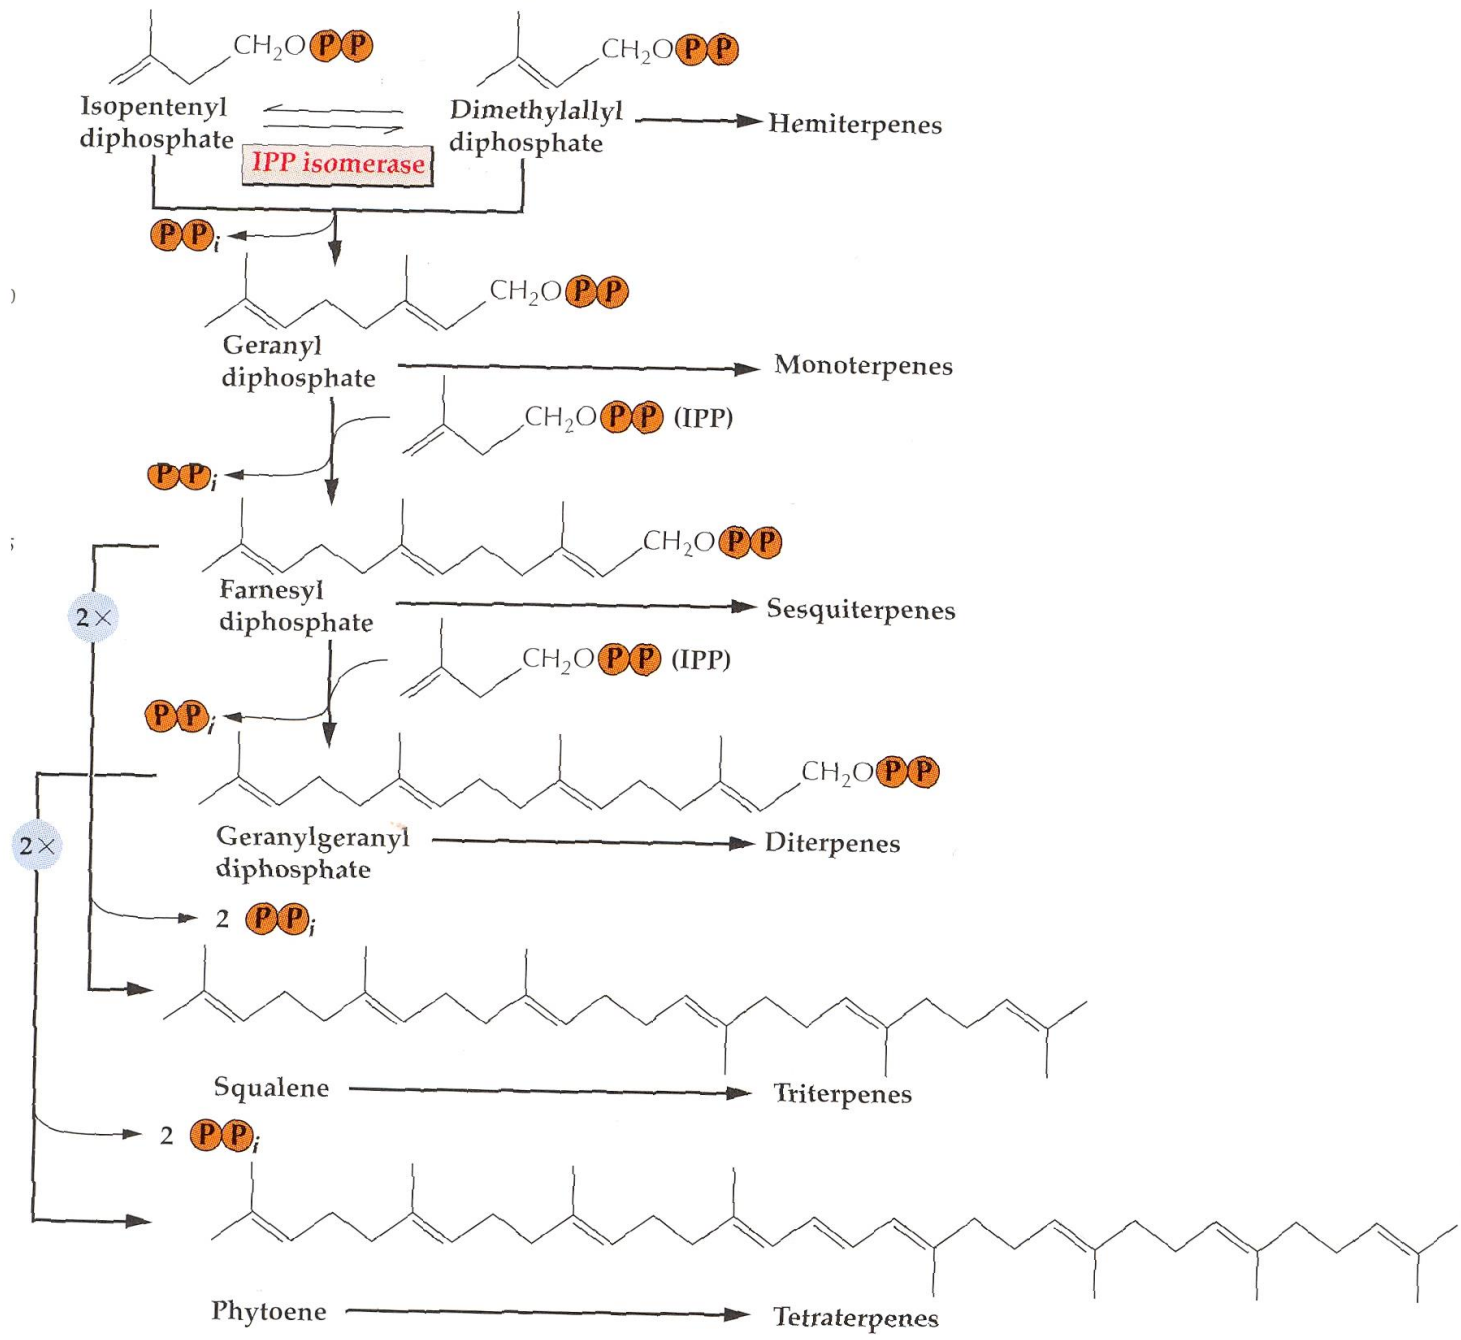 CH₂O P P
CH₂O P P
Isopentenyl
diphosphate
Dimethylallyl
diphosphate
Hemiterpenes
IPP isomerase
P P i
CH₂O P P
Geranyl
diphosphate
Monoterpenes
CH₂O P P (IPP)
P P i
CH₂O P P
2×
Farnesyl
diphosphate
Sesquiterpenes
CH₂O P P (IPP)
P P i
CH₂O P P
2×
Geranylgeranyl
diphosphate
Diterpenes
2 P P i
Squalene
Triterpenes
2 P P i
Phytoene
Tetraterpenes